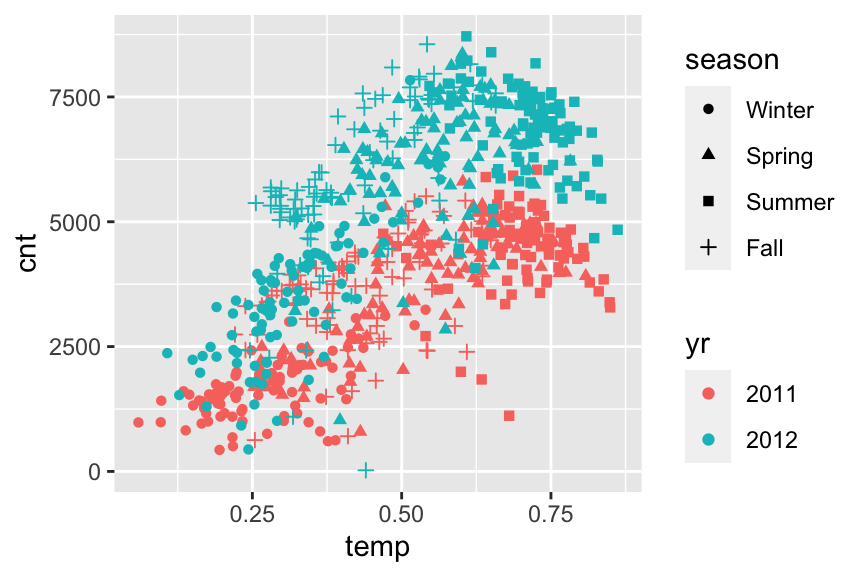 season
Winter
Spring
Summer
Fall
yr
2011
2012
cnt
7500
5000
2500
0
0.25 0.50 0.75
temp